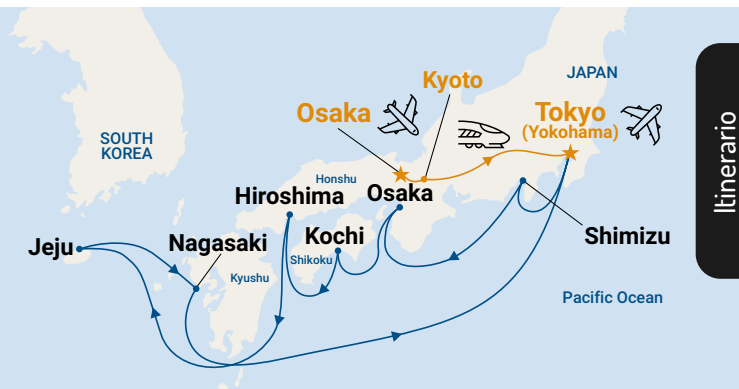 JAPAN
Kyoto
Osaka
Tokyo
(Yokohama)
SOUTH
KOREA
Honshu
Hiroshima
Osaka
Jeju
Nagasaki
Kochi
Shimizu
Shikoku
Kyushu
Pacific Ocean
Itinerario